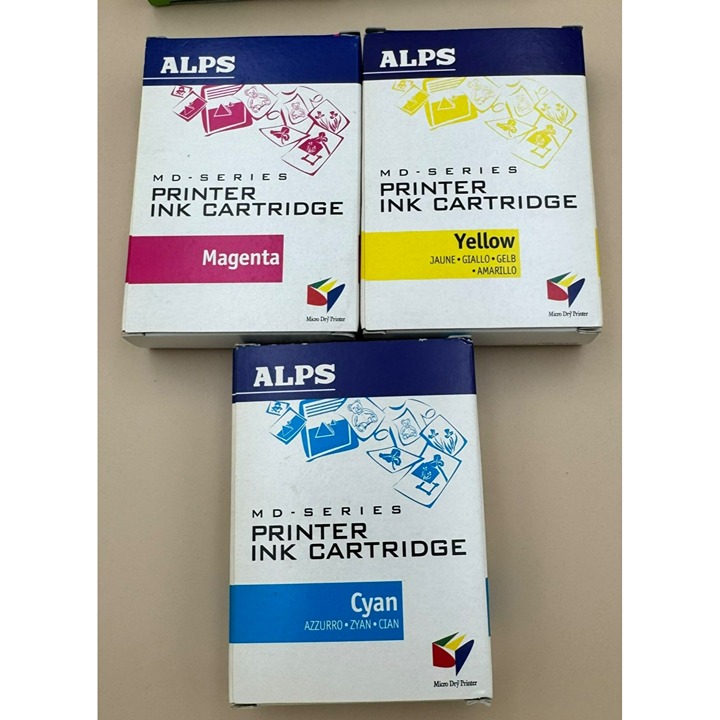 ALPS
MD-SERIES
PRINTER
INK CARTRIDGE
Magenta
Micro Dry Printer
ALPS
MD-SERIES
PRINTER
INK CARTRIDGE
Yellow
JAUNE • GIALLO • GELB
• AMARILLO
Micro Dry Printer
ALPS
MD-SERIES
PRINTER
INK CARTRIDGE
Cyan
AZZURRO • ZYAN • CIAN
Micro Dry Printer